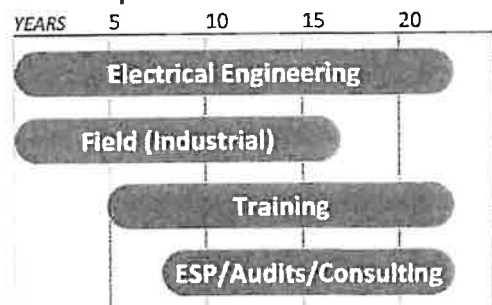 YEARS 5 10 15 20
Electrical Engineering
Field (Industrial)
Training
ESP/Audits/Consulting